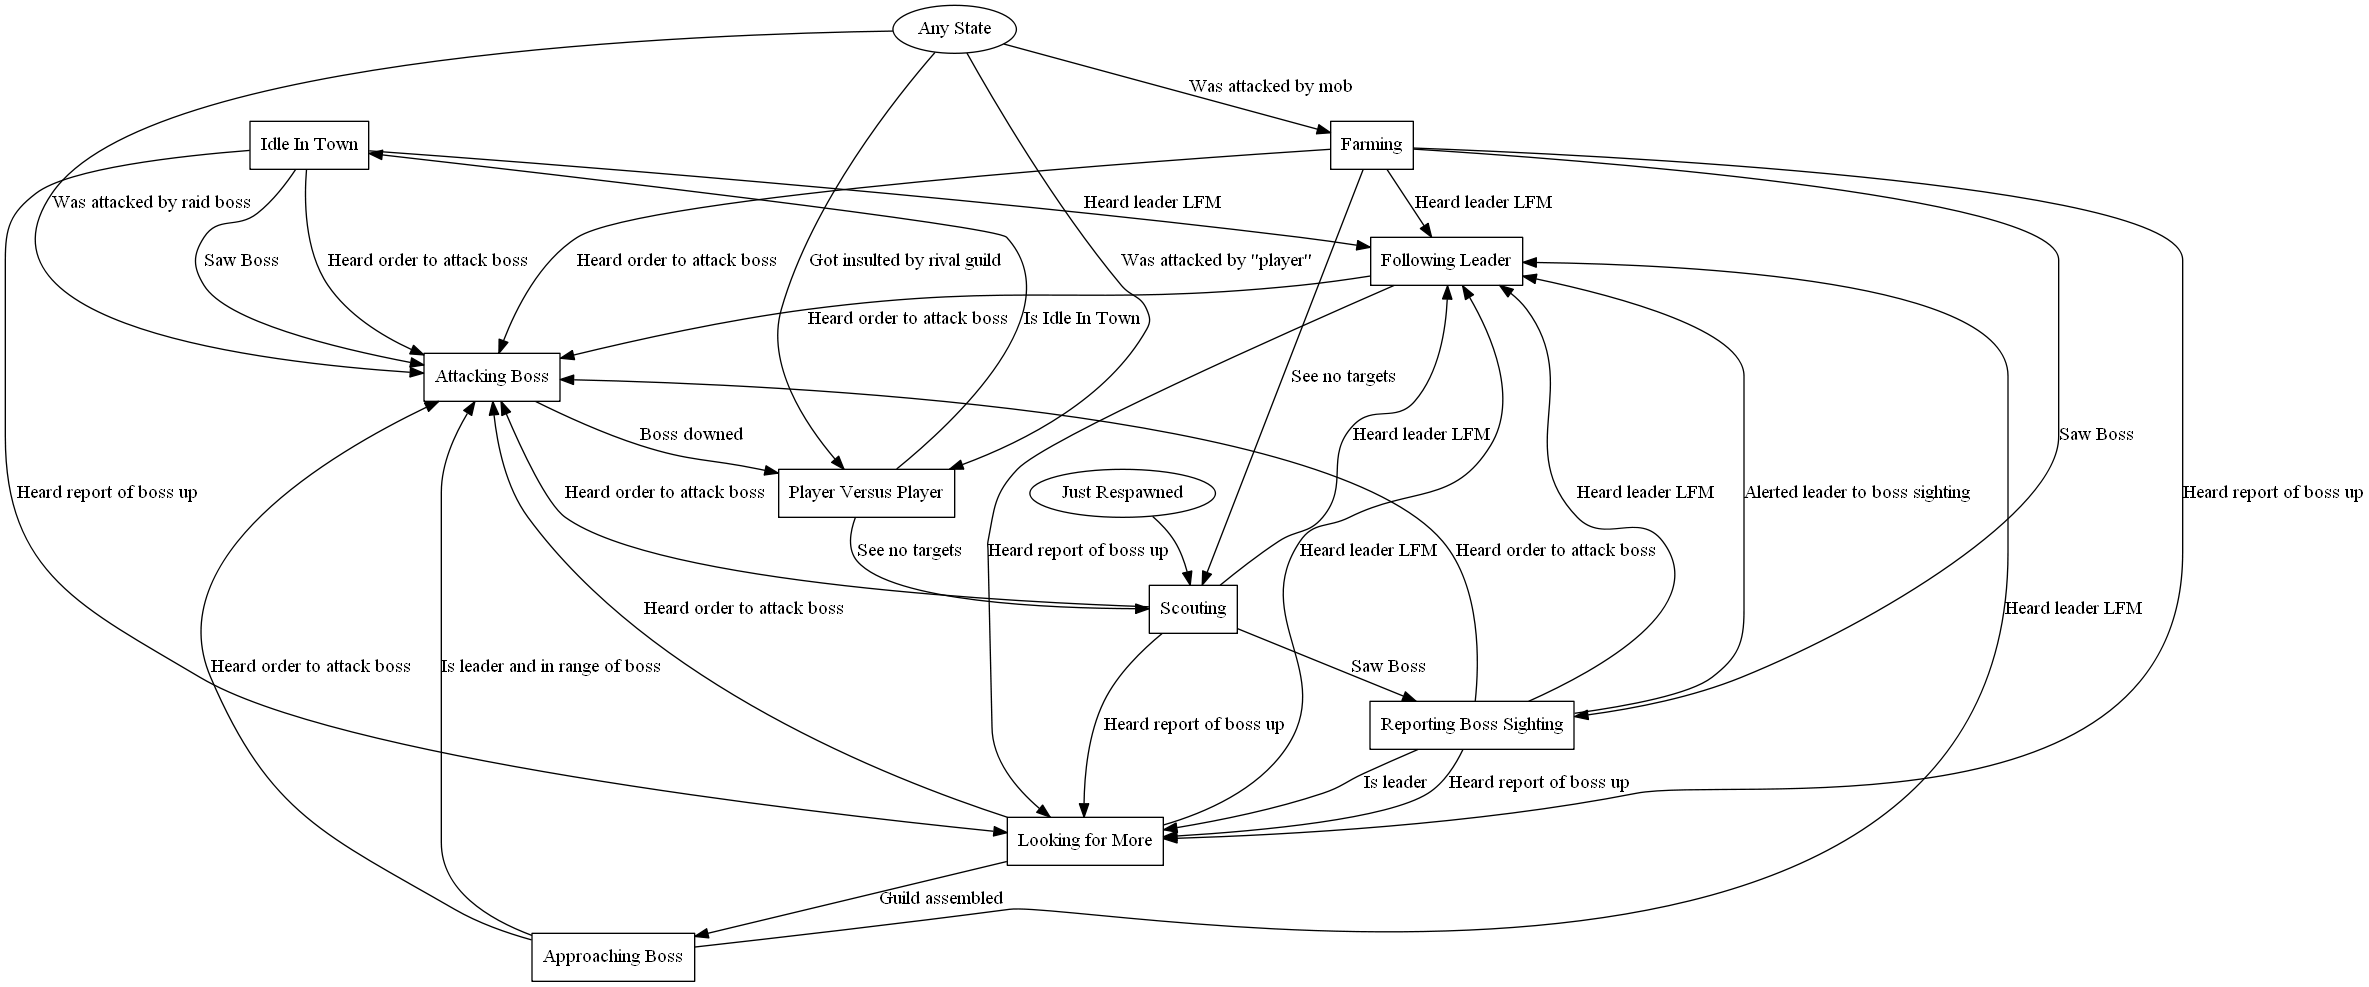 Any State
Was attacked by mob
Idle In Town
Farming
Was attacked by raid boss
Heard leader LFM
Heard leader LFM
Saw Boss
Heard order to attack boss
Heard order to attack boss
Got insulted by rival guild
Was attacked by "player"
Following Leader
Heard order to attack boss
Is Idle In Town
Attacking Boss
See no targets
Boss downed
Heard leader LFM
Saw Boss
Heard report of boss up
Heard order to attack boss
Player Versus Player
Just Respawned
Heard leader LFM
Alerted leader to boss sighting
Heard report of boss up
See no targets
Heard report of boss up
Heard leader LFM
Heard order to attack boss
Heard order to attack boss
Scouting
Heard leader LFM
Heard order to attack boss
Is leader and in range of boss
Saw Boss
Heard report of boss up
Reporting Boss Sighting
Is leader
Heard report of boss up
Looking for More
Guild assembled
Approaching Boss